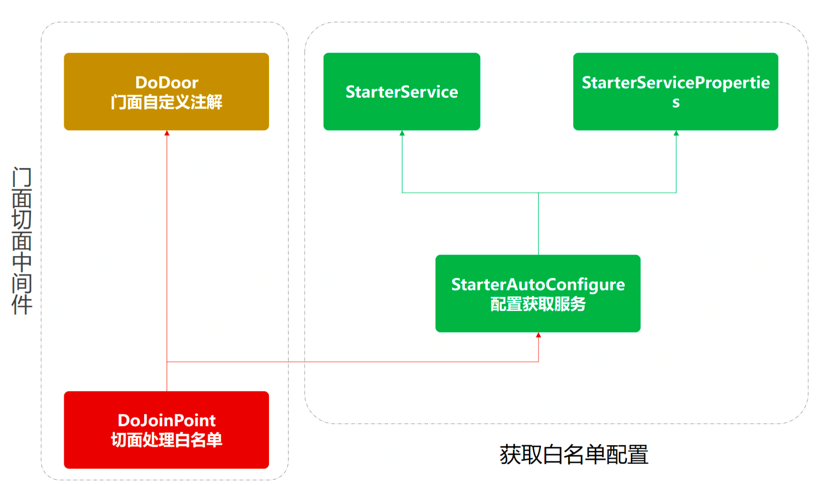 DoDoor
门面自定义注解
StarterService
StarterServicePropertie
s
门面切面中间件
StarterAutoConfigure
配置获取服务
DoJoinPoint
切面处理白名单
获取白名单配置